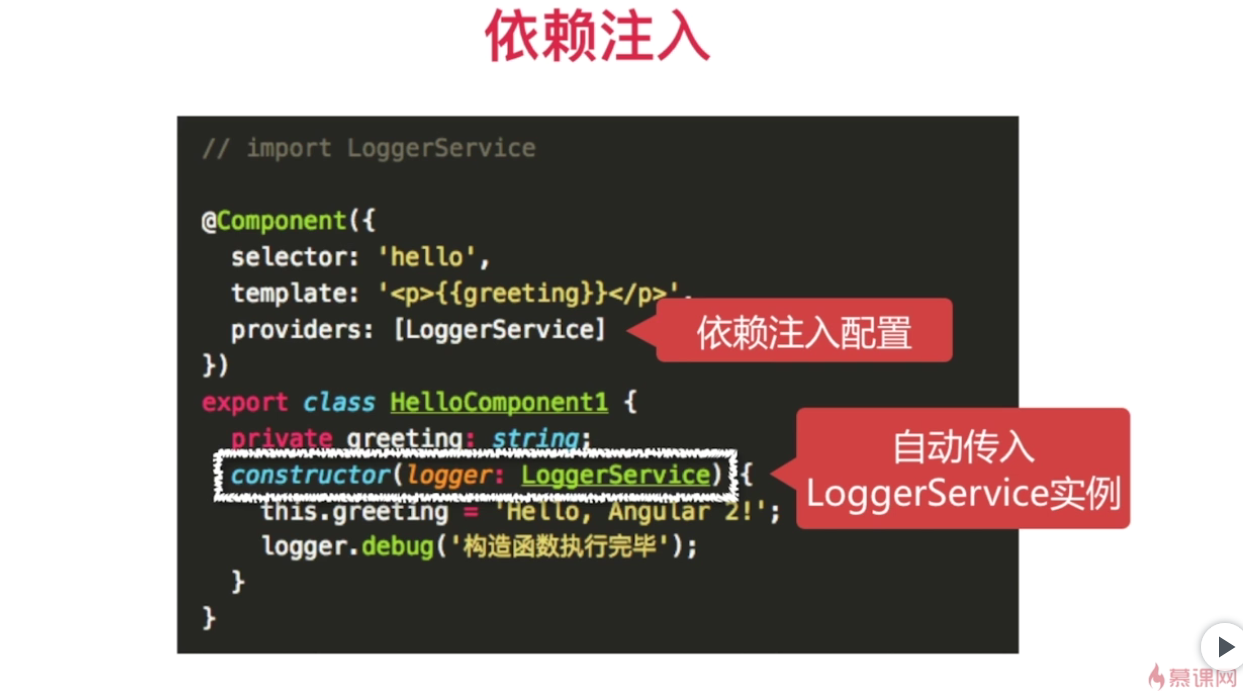 依赖注入
// import LoggerService
@Component({
selector: 'hello',
template: '<p>{{greeting}}</p>',
providers: [LoggerService]
依赖注入配置
})
export class HelloComponent1 {
private greeting: string;
constructor(logger: LoggerService) {
自动传入
LoggerService实例
this.greeting = 'Hello, Angular 2!';
logger.debug('构造函数执行完毕');
}
}
慕课网